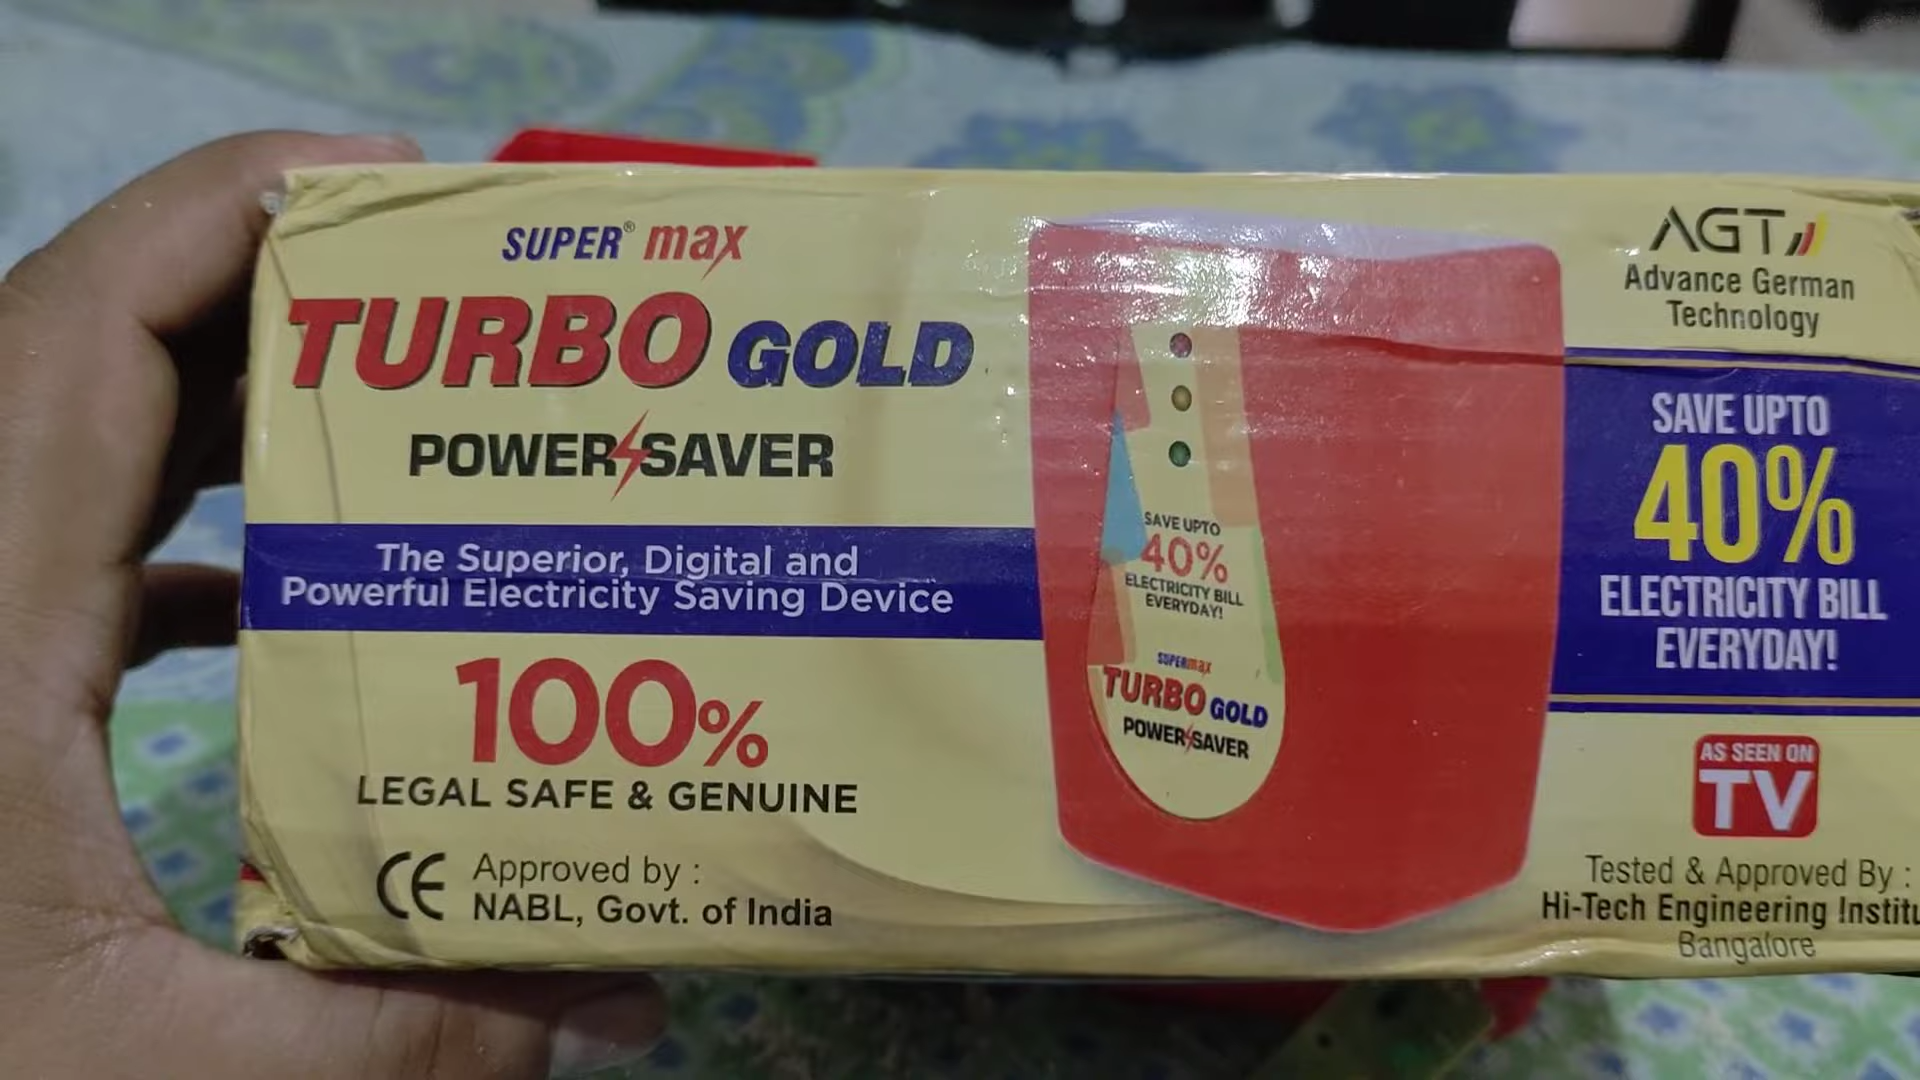 SUPER® max
TURBO GOLD
POWER SAVER
The Superior, Digital and
Powerful Electricity Saving Device
100%
LEGAL SAFE & GENUINE
CE
Approved by :
NABL, Govt. of India
SAVE UPTO
40%
ELECTRICITY BILL
EVERYDAY!
SUPERmax
TURBO GOLD
POWER SAVER
AGT
Advance German
Technology
SAVE UPTO
40%
ELECTRICITY BILL
EVERYDAY!
AS SEEN ON
TV
Tested & Approved By :
Hi-Tech Engineering
Bangalore